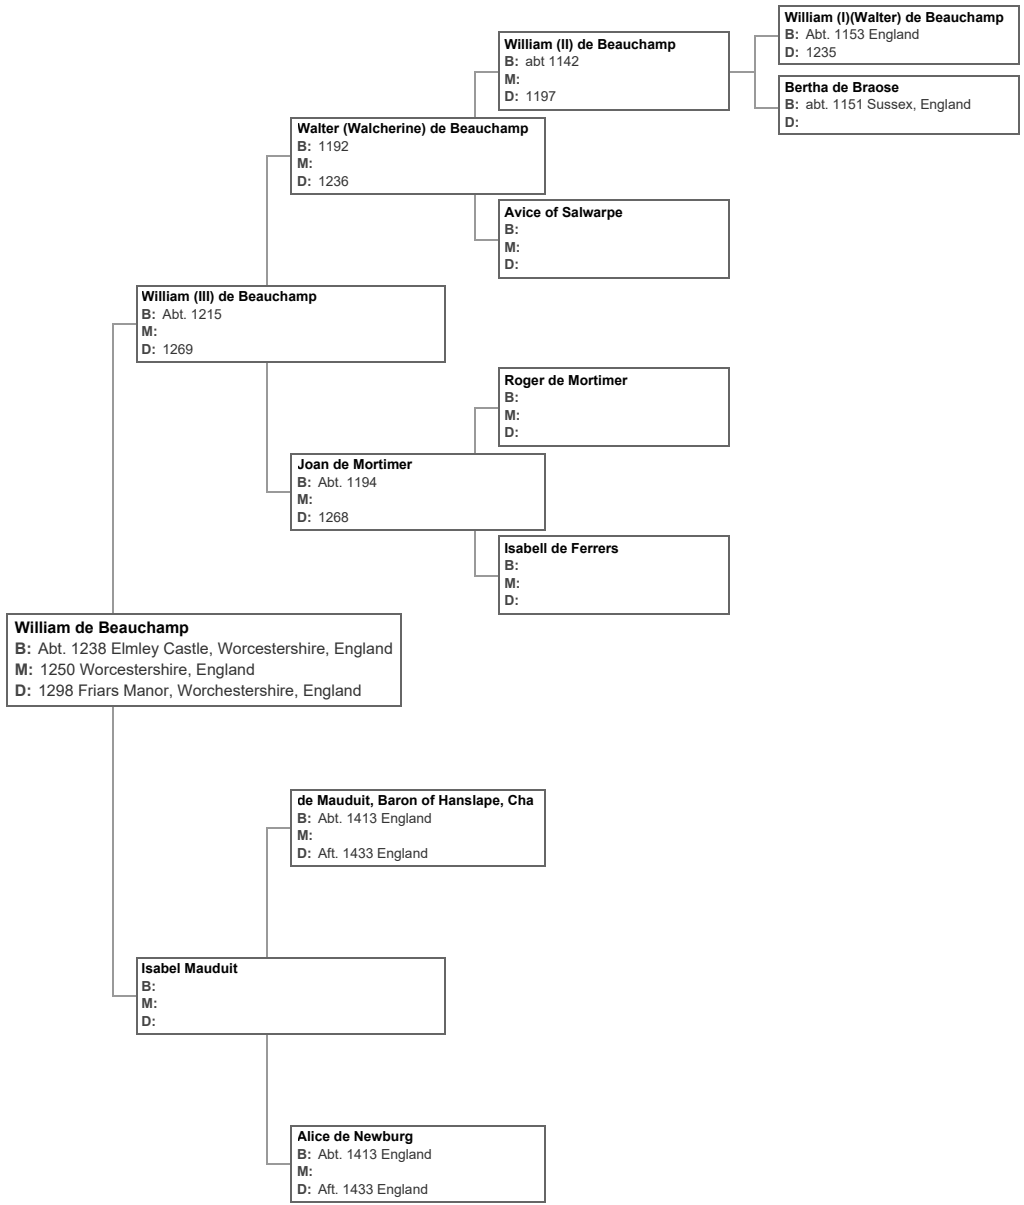 William (I)(Walter) de Beauchamp
B: Abt. 1153 England
D: 1235
William (II) de Beauchamp
B: abt 1142
M:
D: 1197
Bertha de Braose
B: abt. 1151 Sussex, England
D:
Walter (Walcherine) de Beauchamp
B: 1192
M:
D: 1236
Avice of Salwarpe
B:
M:
D:
William (III) de Beauchamp
B: Abt. 1215
M:
D: 1269
Roger de Mortimer
B:
M:
D:
Joan de Mortimer
B: Abt. 1194
M:
D: 1268
Isabell de Ferrers
B:
M:
D:
William de Beauchamp
B: Abt. 1238 Elmley Castle, Worcestershire, England
M: 1250 Worcestershire, England
D: 1298 Friars Manor, Worchestershire, England
de Mauduit, Baron of Hanslape, Cha
B: Abt. 1413 England
M:
D: Aft. 1433 England
Isabel Mauduit
B:
M:
D:
Alice de Newburg
B: Abt. 1413 England
M:
D: Aft. 1433 England